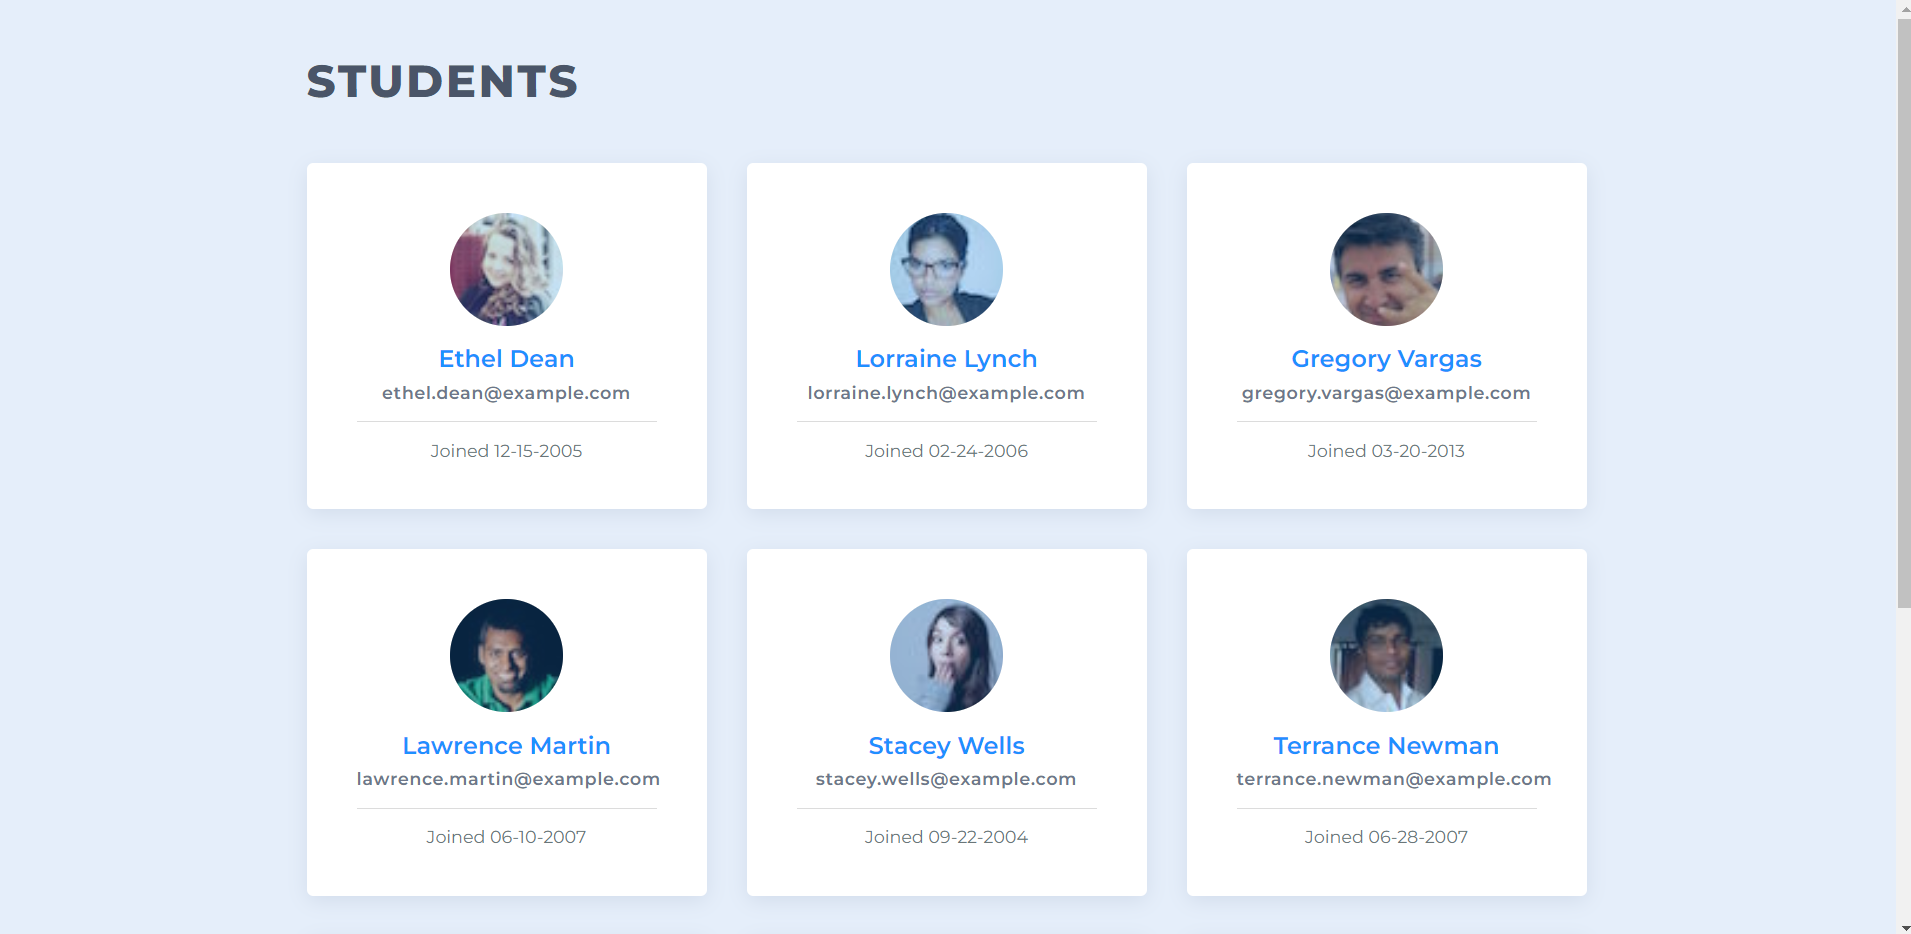 STUDENTS
Ethel Dean
ethel.dean@example.com
Joined 12-15-2005
Lorraine Lynch
lorraine.lynch@example.com
Joined 02-24-2006
Gregory Vargas
gregory.vargas@example.com
Joined 03-20-2013
Lawrence Martin
lawrence.martin@example.com
Joined 06-10-2007
Stacey Wells
stacey.wells@example.com
Joined 09-22-2004
Terrance Newman
terrance.newman@example.com
Joined 06-28-2007